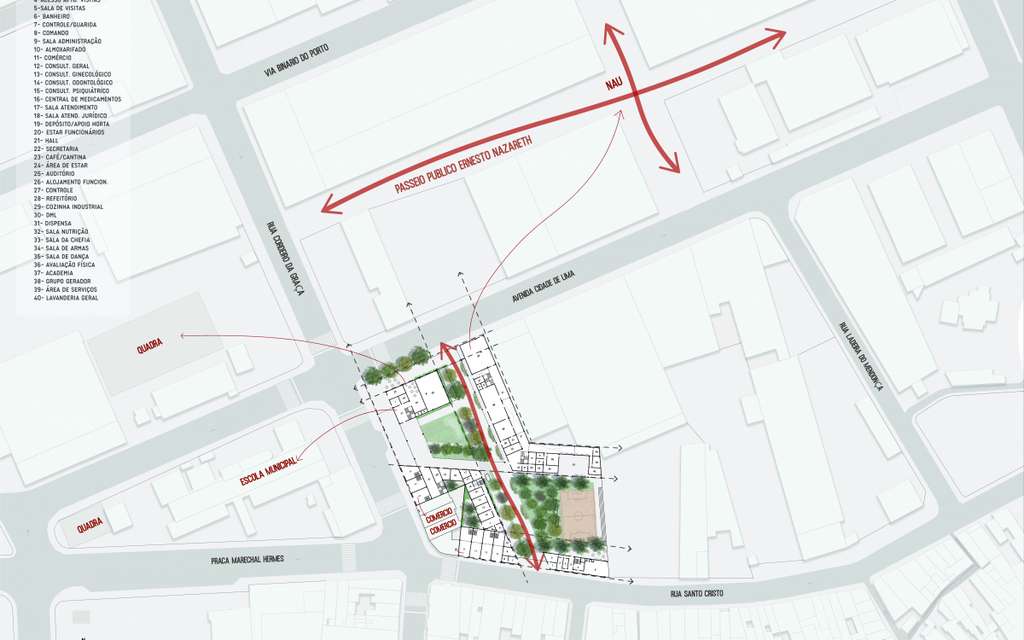 4-ACESSO APTO. VISITAS
5-SALA DE VISITAS
6- BANHEIRO
7- CONTROLE/GUARIDA
8- COMANDO
9- SALA ADMINISTRAÇÃO
10- ALMOXARIFADO
11- COMÉRCIO
12- CONSULT. GERAL
13- CONSULT. GINECOLÓGICO
14- CONSULT. ODONTOLÓGICO
15- CONSULT. PSIQUIÁTRICO
16- CENTRAL DE MEDICAMENTOS
17- SALA ATENDIMENTO
18- SALA ATEND. JURÍDICO
19- DEPÓSITO/APOIO HORTA
20- ESTAR FUNCIONÁRIOS
21- HALL
22- SECRETARIA
23- CAFÉ/CANTINA
24- ÁREA DE ESTAR
25- AUDITÓRIO
26- ALOJAMENTO FUNCION.
27- CONTROLE
28- REFEITÓRIO
29- COZINHA INDUSTRIAL
30- DML
31- DISPENSA
32- SALA NUTRIÇÃO
33- SALA DA CHEFIA
34- SALA DE ARMAS
35- SALA DE DANÇA
36- AVALIAÇÃO FÍSICA
37- ACADEMIA
38- GRUPO GERADOR
39- ÁREA DE SERVIÇOS
40- LAVANDERIA GERAL
VIA BINARIO DO PORTO
NAU
PASSEIO PUBLICO ERNESTO NAZARETH
RUA CORDEIRO DA GRAÇA
AVENIDA CIDADE DE LIMA
RUA LADEIRA DO MENDONÇA
QUADRA
ESCOLA MUNICIPAL
QUADRA
COMERCIO
COMERCIO
PRACA MARECHAL HERMES
RUA SANTO CRISTO